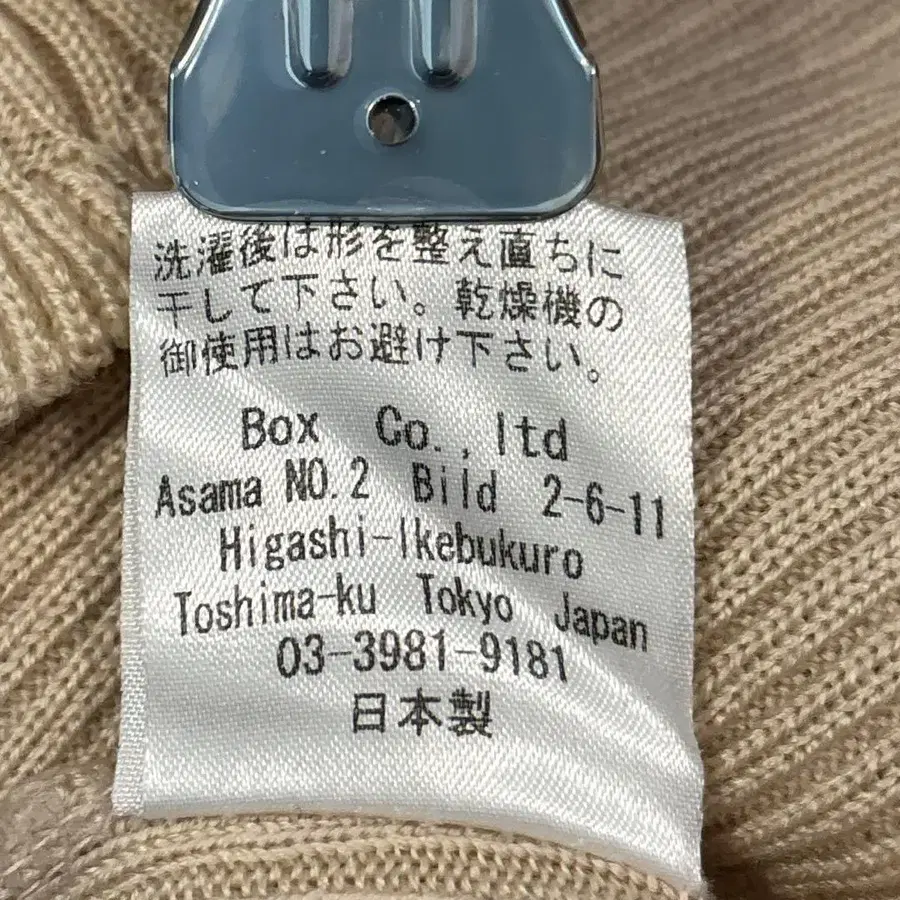 洗濯後は形を整え直ちに
干して下さい。乾燥機の
御使用はお避け下さい。
Box Co.,ltd
Asama NO.2 Bild 2-6-11
Higashi-Ikebukuro
Toshima-ku Tokyo Japan
03-3981-9181
日本製